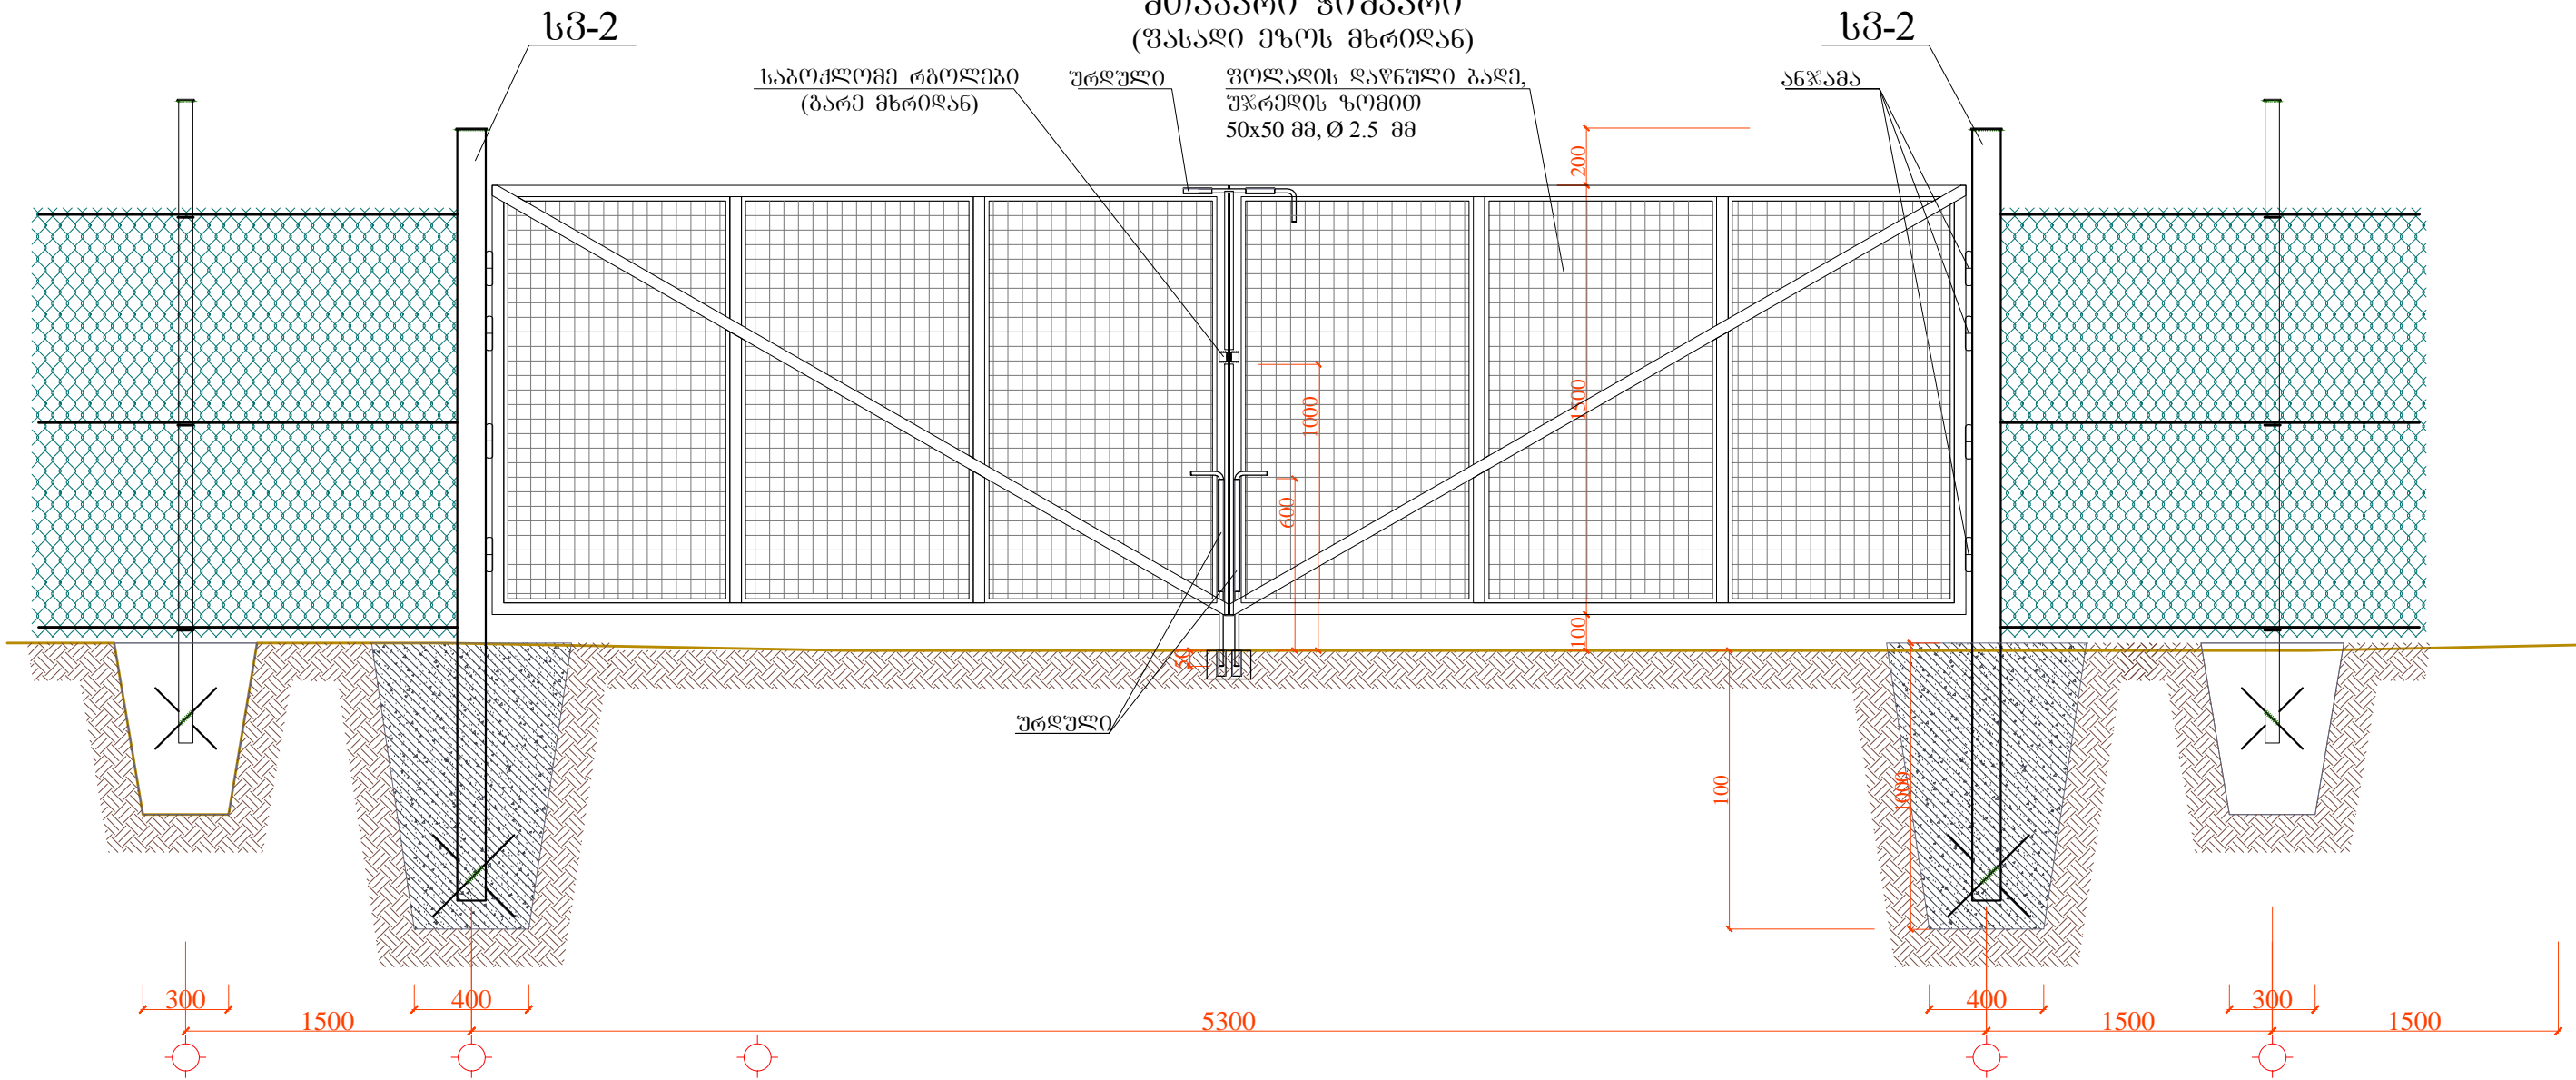 მთავარი ჭიშკარი
(ფასადი ეზოს მხრიდან)
სვ-2
სვ-2
საბოქლომე რგოლები
(გარე მხრიდან)
ურდული
ფოლადის დაწნული ბადე,
უჯრედის ზომით
50x50 მმ, Ø 2.5 მმ
ანჯამა
200
1500
1000
600
100
50
ურდული
100
1000
300
400
400
300
1500
5300
1500
1500